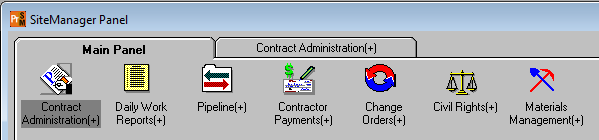 SiteManager Panel
Main Panel
Contract Administration(+)
Contract
Administration(+)
Daily Work
Reports(+)
Pipeline(+)
Contractor
Payments(+)
Change
Orders(+)
Civil Rights(+)
Materials
Management(+)